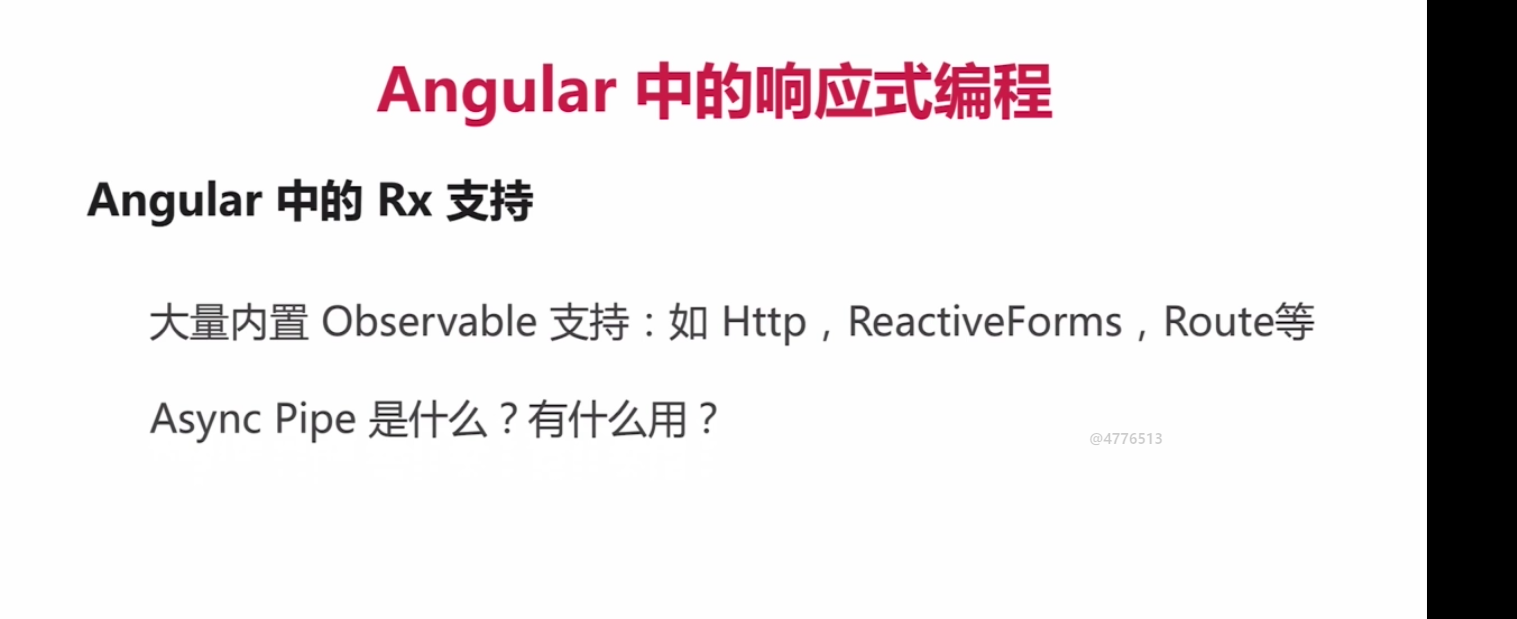 Angular 中的响应式编程
Angular 中的 Rx 支持
大量内置 Observable 支持：如 Http，ReactiveForms，Route等
Async Pipe 是什么？有什么用？
@4776513